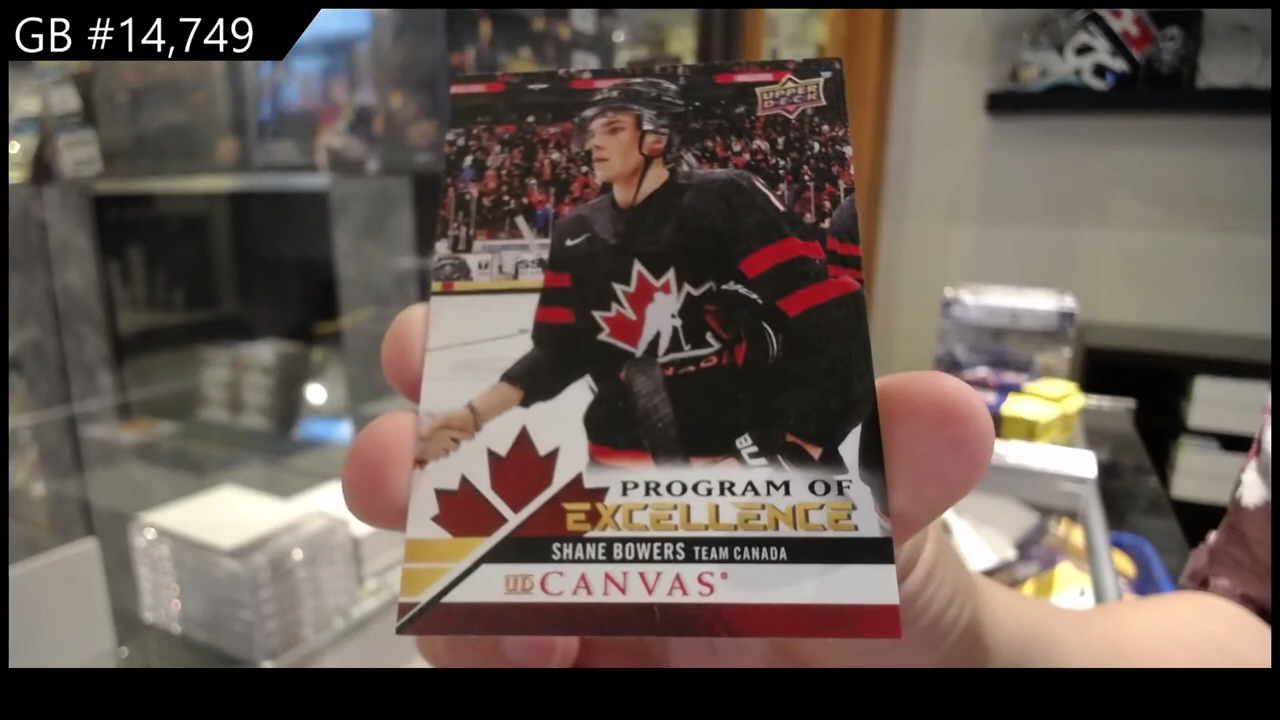 GB #14,749
UPPER
DECK
PROGRAM OF
EXCELLENCE
SHANE BOWERS TEAM CANADA
UD CANVAS